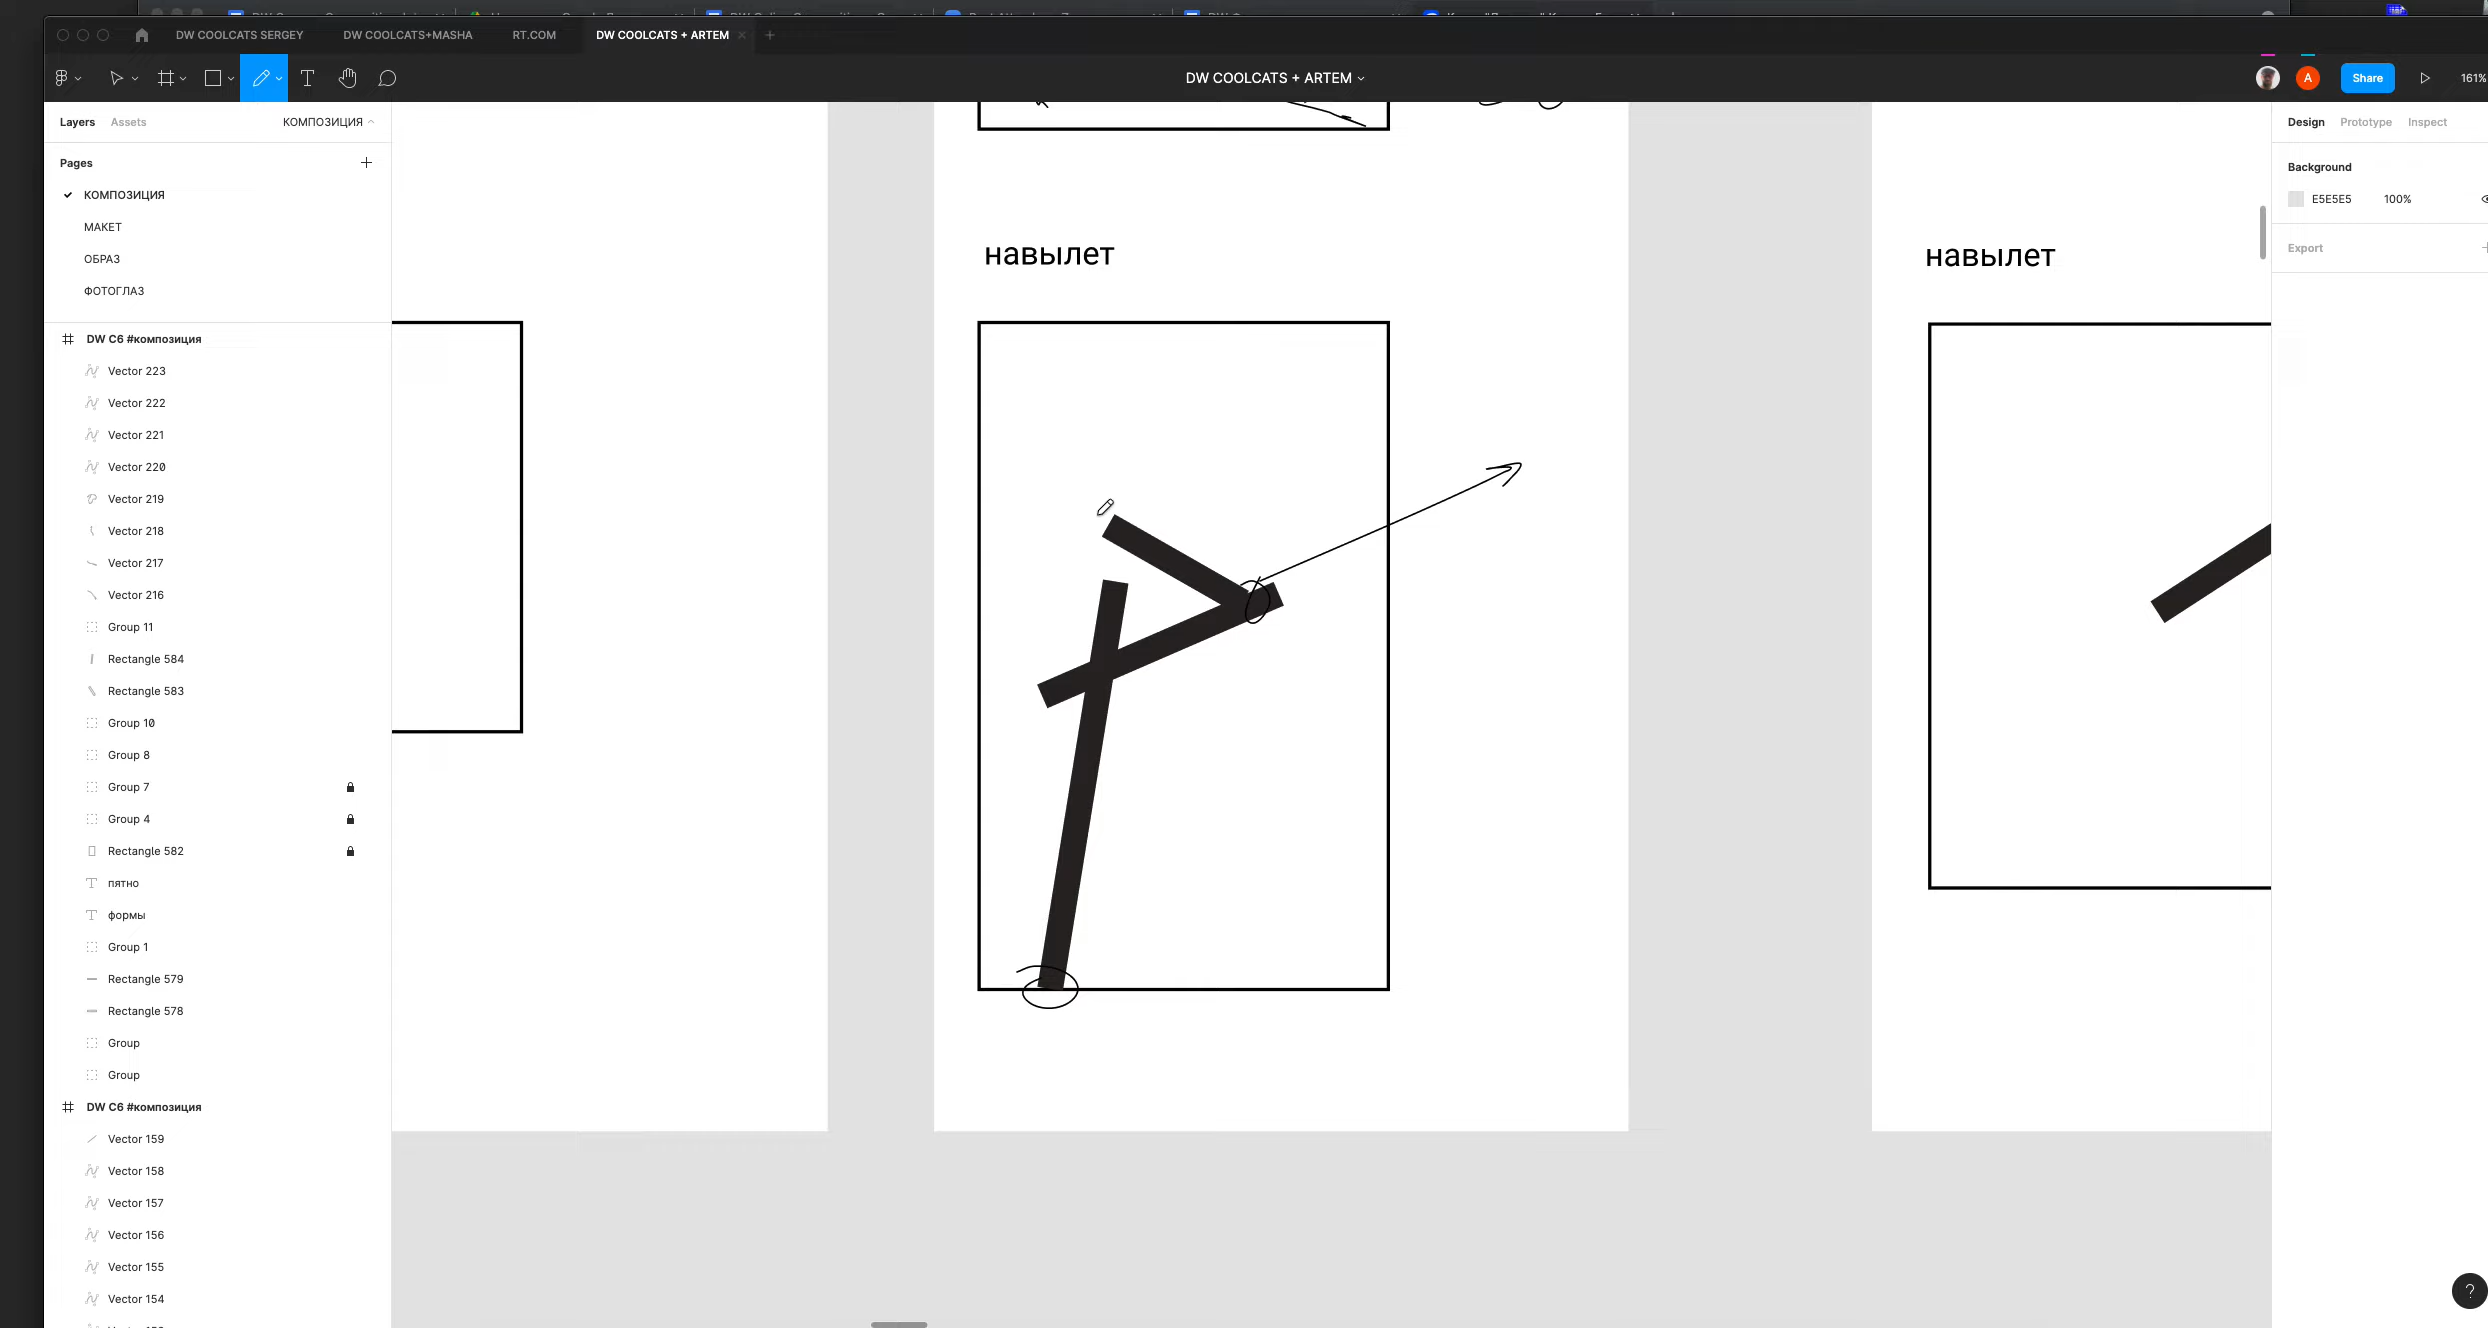 DW COOLCATS SERGEY
DW COOLCATS+MASHA
RT.COM
DW COOLCATS + ARTEM
DW COOLCATS + ARTEM
A
Share
161%
Layers
Assets
КОМПОЗИЦИЯ
Pages
КОМПОЗИЦИЯ
МАКЕТ
ОБРАЗ
ФОТОГЛАЗ
DW C6 #композиция
Vector 223
Vector 222
Vector 221
Vector 220
Vector 219
Vector 218
Vector 217
Vector 216
Group 11
Rectangle 584
Rectangle 583
Group 10
Group 8
Group 7
Group 4
Rectangle 582
пятно
формы
Group 1
Rectangle 579
Rectangle 578
Group
Group
DW C6 #композиция
Vector 159
Vector 158
Vector 157
Vector 156
Vector 155
Vector 154
навылет
навылет
Design
Prototype
Inspect
Background
E5E5E5
100%
Export
?